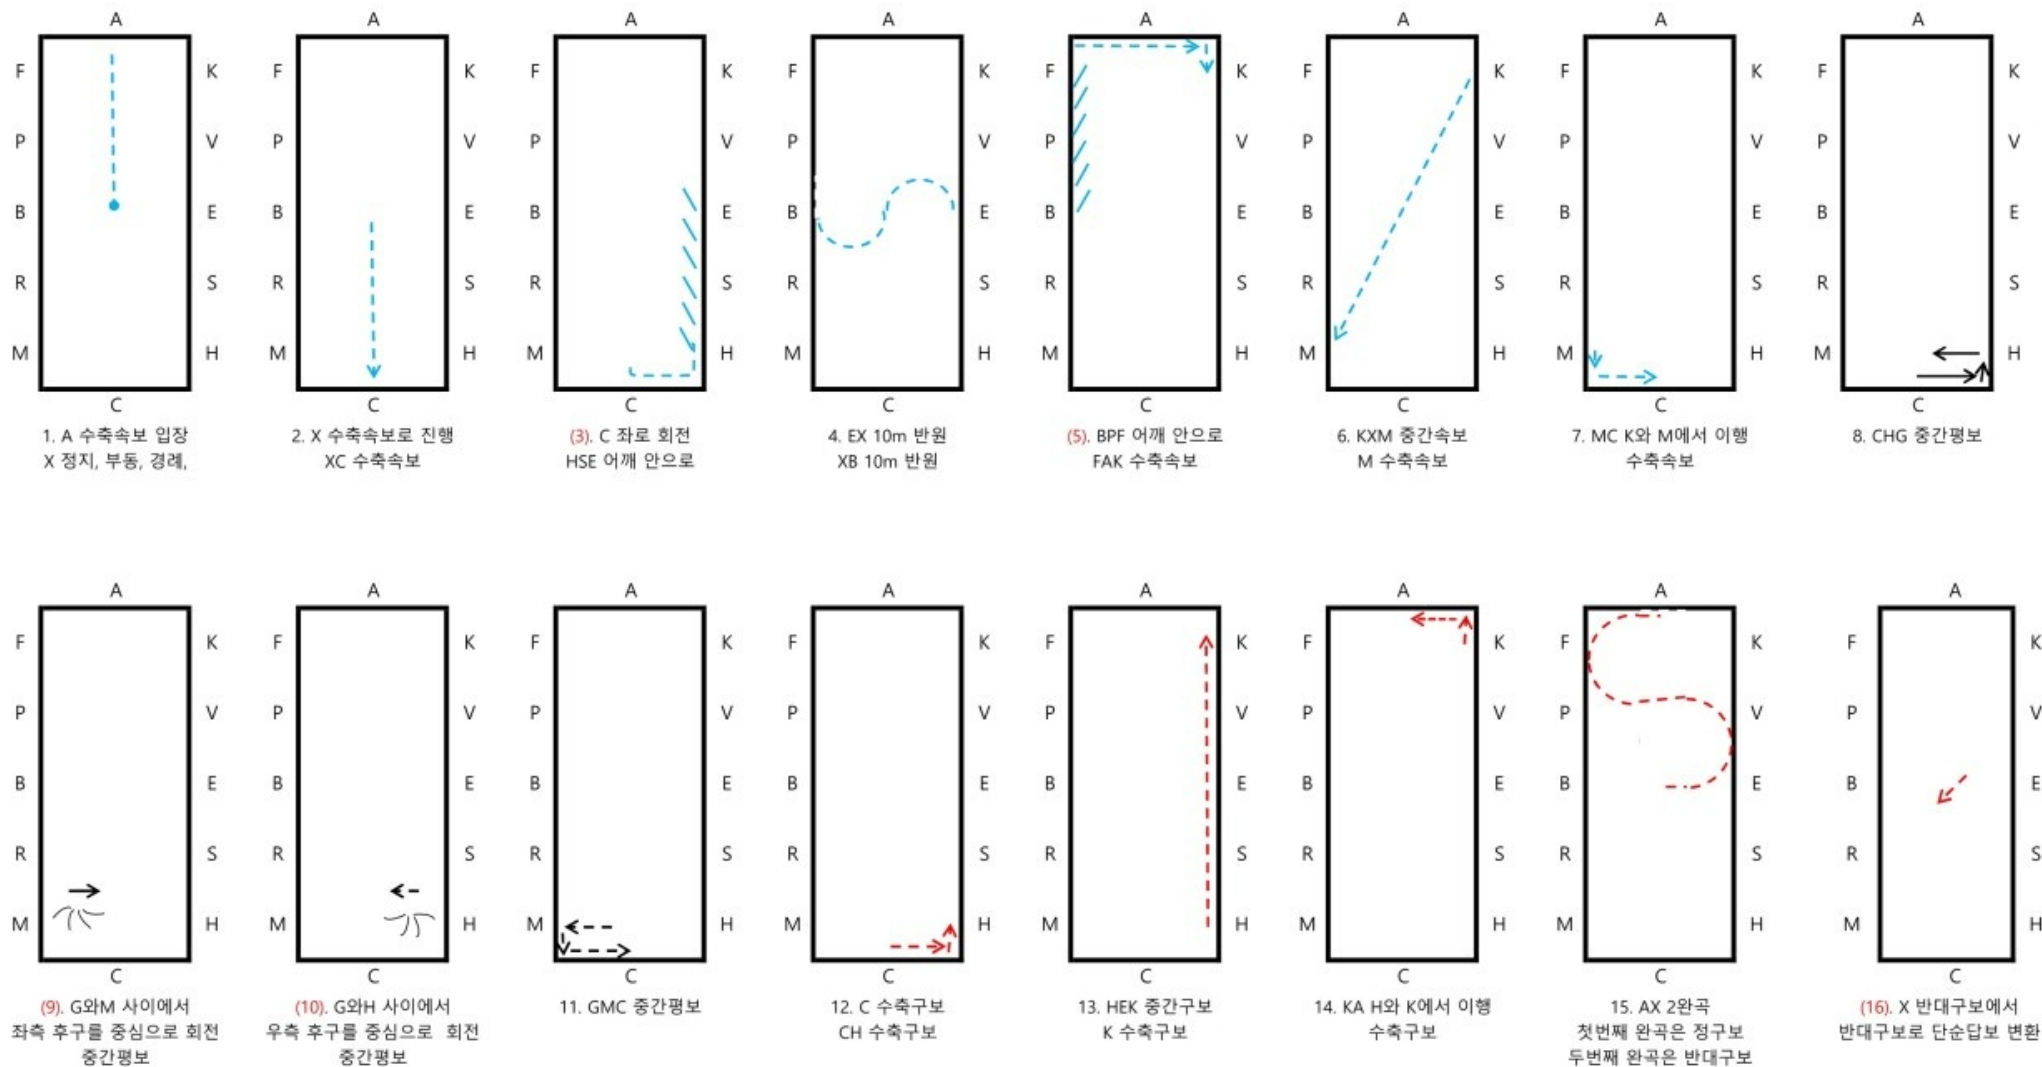 A A A A A A A A
F K F K F K F K F K F K F K F K
P V P V P V P V P V P V P V P V
B E B E B E B E B E B E B E B E
R S R S R S R S R S R S R S R S
M H M H M H M H M H M H M H M H
C C C C C C C C
1. A 수축속보 입장
X 정지, 부동, 경례,
2. X 수축속보로 진행
XC 수축속보
(3). C 좌로 회전
HSE 어깨 안으로
4. EX 10m 반원
XB 10m 반원
(5). BPF 어깨 안으로
FAK 수축속보
6. KXM 중간속보
M 수축속보
7. MC K와 M에서 이행
수축속보
8. CHG 중간평보
A A A A A A A A
F K F K F K F K F K F K F K F K
P V P V P V P V P V P V P V P V
B E B E B E B E B E B E B E B E
R S R S R S R S R S R S R S R S
M H M H M H M H M H M H M H M H
C C C C C C C C
(9). G와M 사이에서
좌측 후구를 중심으로 회전
중간평보
(10). G와H 사이에서
우측 후구를 중심으로 회전
중간평보
11. GMC 중간평보
12. C 수축구보
CH 수축구보
13. HEK 중간구보
K 수축구보
14. KA H와 K에서 이행
수축구보
15. AX 2완곡
첫번째 완곡은 정구보
두번째 완곡은 반대구보
(16). X 반대구보에서
반대구보로 단순답보 변환